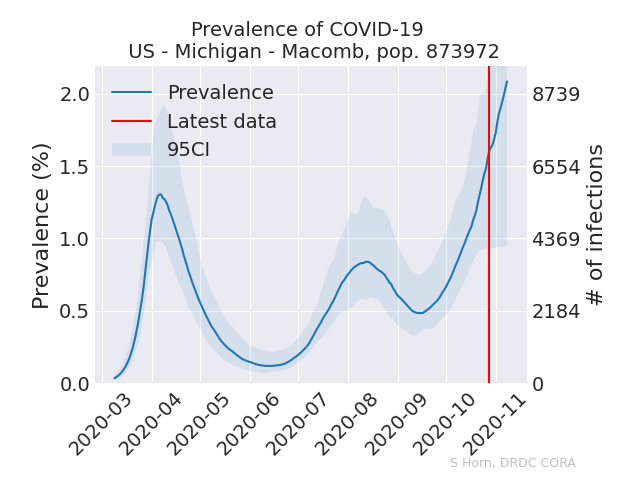 Prevalence of COVID-19
US - Michigan - Macomb, pop. 873972
Prevalence
Latest data
95CI
Prevalence (%)
2.0
1.5
1.0
0.5
0.0
# of infections
8739
6554
4369
2184
0
2020-03
2020-04
2020-05
2020-06
2020-07
2020-08
2020-09
2020-10
2020-11
S Horn, DRDC CORA